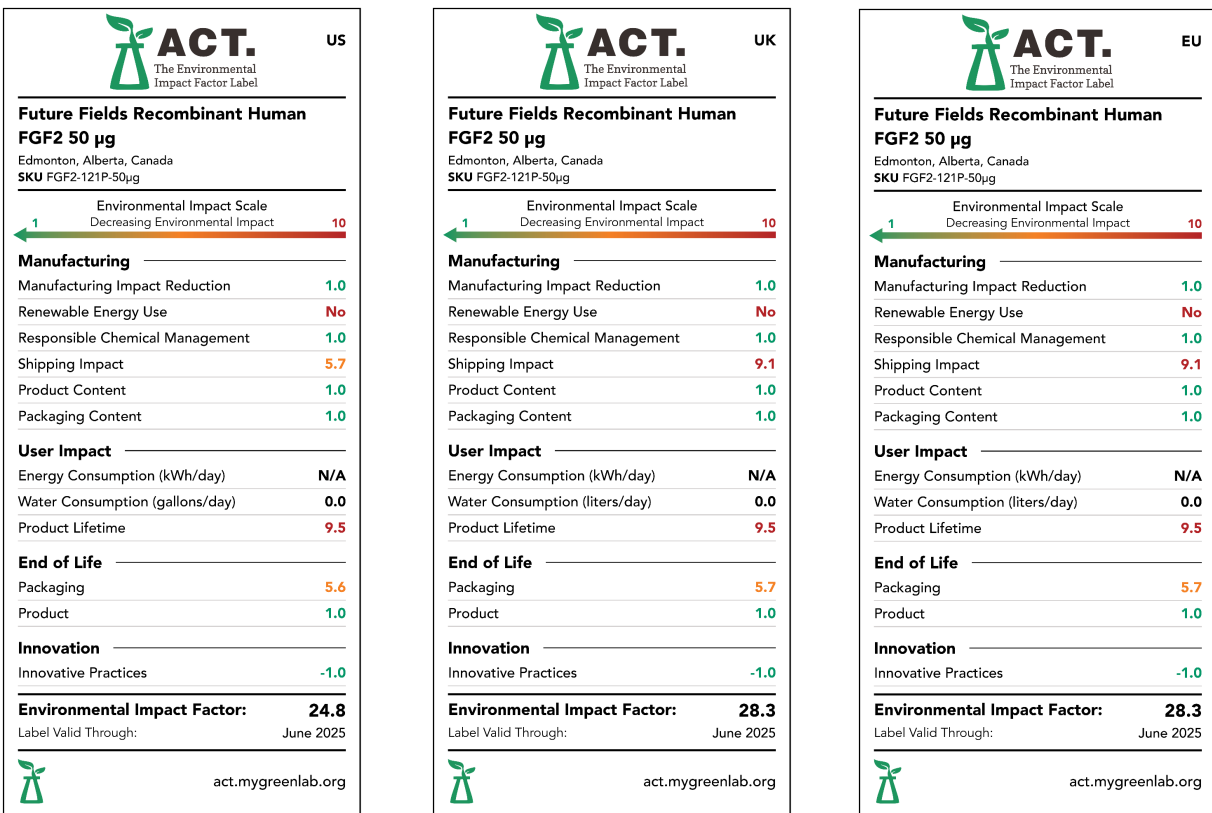 ACT.
US
The Environmental
Impact Factor Label
Future Fields Recombinant Human
FGF2 50 µg
Edmonton, Alberta, Canada
SKU FGF2-121P-50µg
Environmental Impact Scale
1 Decreasing Environmental Impact 10
Manufacturing
Manufacturing Impact Reduction 1.0
Renewable Energy Use No
Responsible Chemical Management 1.0
Shipping Impact 5.7
Product Content 1.0
Packaging Content 1.0
User Impact
Energy Consumption (kWh/day) N/A
Water Consumption (gallons/day) 0.0
Product Lifetime 9.5
End of Life
Packaging 5.6
Product 1.0
Innovation
Innovative Practices -1.0
Environmental Impact Factor: 24.8
Label Valid Through: June 2025
act.mygreenlab.org
ACT.
UK
The Environmental
Impact Factor Label
Future Fields Recombinant Human
FGF2 50 µg
Edmonton, Alberta, Canada
SKU FGF2-121P-50µg
Environmental Impact Scale
1 Decreasing Environmental Impact 10
Manufacturing
Manufacturing Impact Reduction 1.0
Renewable Energy Use No
Responsible Chemical Management 1.0
Shipping Impact 9.1
Product Content 1.0
Packaging Content 1.0
User Impact
Energy Consumption (kWh/day) N/A
Water Consumption (liters/day) 0.0
Product Lifetime 9.5
End of Life
Packaging 5.7
Product 1.0
Innovation
Innovative Practices -1.0
Environmental Impact Factor: 28.3
Label Valid Through: June 2025
act.mygreenlab.org
ACT.
EU
The Environmental
Impact Factor Label
Future Fields Recombinant Human
FGF2 50 µg
Edmonton, Alberta, Canada
SKU FGF2-121P-50µg
Environmental Impact Scale
1 Decreasing Environmental Impact 10
Manufacturing
Manufacturing Impact Reduction 1.0
Renewable Energy Use No
Responsible Chemical Management 1.0
Shipping Impact 9.1
Product Content 1.0
Packaging Content 1.0
User Impact
Energy Consumption (kWh/day) N/A
Water Consumption (liters/day) 0.0
Product Lifetime 9.5
End of Life
Packaging 5.7
Product 1.0
Innovation
Innovative Practices -1.0
Environmental Impact Factor: 28.3
Label Valid Through: June 2025
act.mygreenlab.org